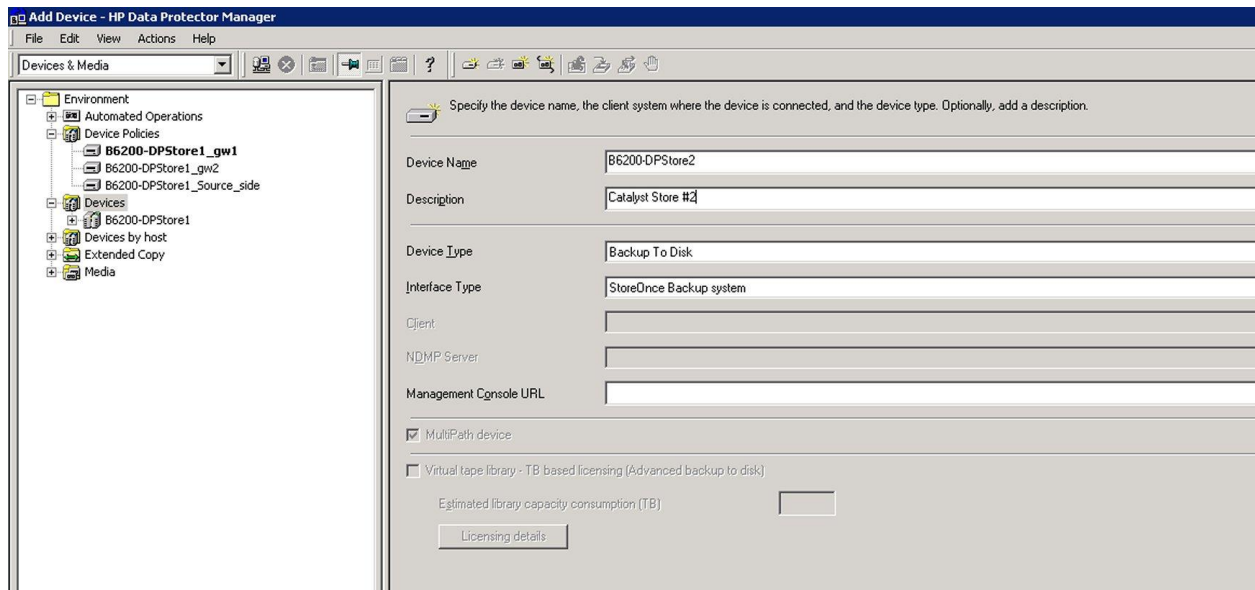 Add Device - HP Data Protector Manager
File Edit View Actions Help
Devices & Media
Environment
Automated Operations
Device Policies
B6200-DPStore1_gw1
B6200-DPStore1_gw2
B6200-DPStore1_Source_side
Devices
B6200-DPStore1
Devices by host
Extended Copy
Media
Specify the device name, the client system where the device is connected, and the device type. Optionally, add a description.
Device Name B6200-DPStore2
Description Catalyst Store #2
Device Type Backup To Disk
Interface Type StoreOnce Backup system
Client
NDMP Server
Management Console URL
MultiPath device
Virtual tape library - TB based licensing (Advanced backup to disk)
Estimated library capacity consumption (TB)
Licensing details